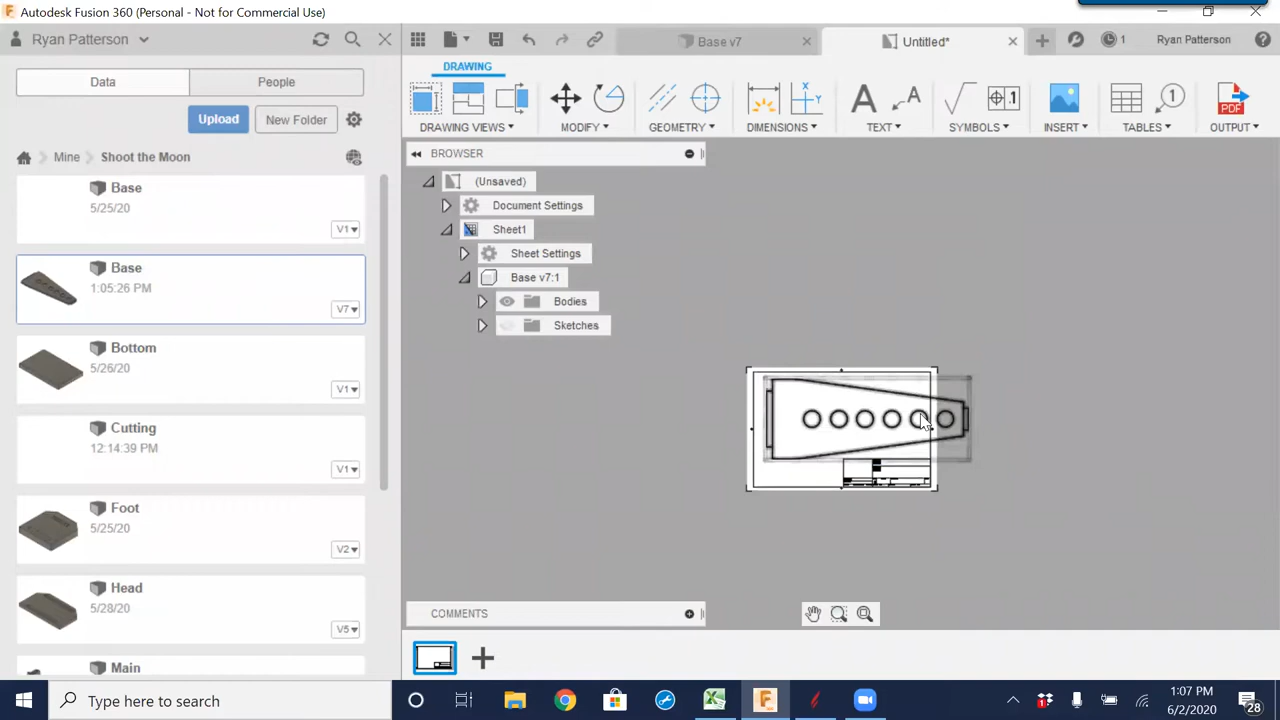 Autodesk Fusion 360 (Personal - Not for Commercial Use)
Ryan Patterson
Base v7
Untitled*
1
Ryan Patterson
DRAWING
Data
People
Upload
New Folder
DRAWING VIEWS
MODIFY
GEOMETRY
DIMENSIONS
TEXT
SYMBOLS
INSERT
TABLES
OUTPUT
Mine
Shoot the Moon
BROWSER
(Unsaved)
Document Settings
Sheet1
Sheet Settings
Base v7:1
Bodies
Sketches
Base
5/25/20
V1
Base
1:05:26 PM
V7
Bottom
5/26/20
V1
Cutting
12:14:39 PM
V1
Foot
5/25/20
V2
Head
5/28/20
V5
Main
COMMENTS
Type here to search
1:07 PM
6/2/2020
28